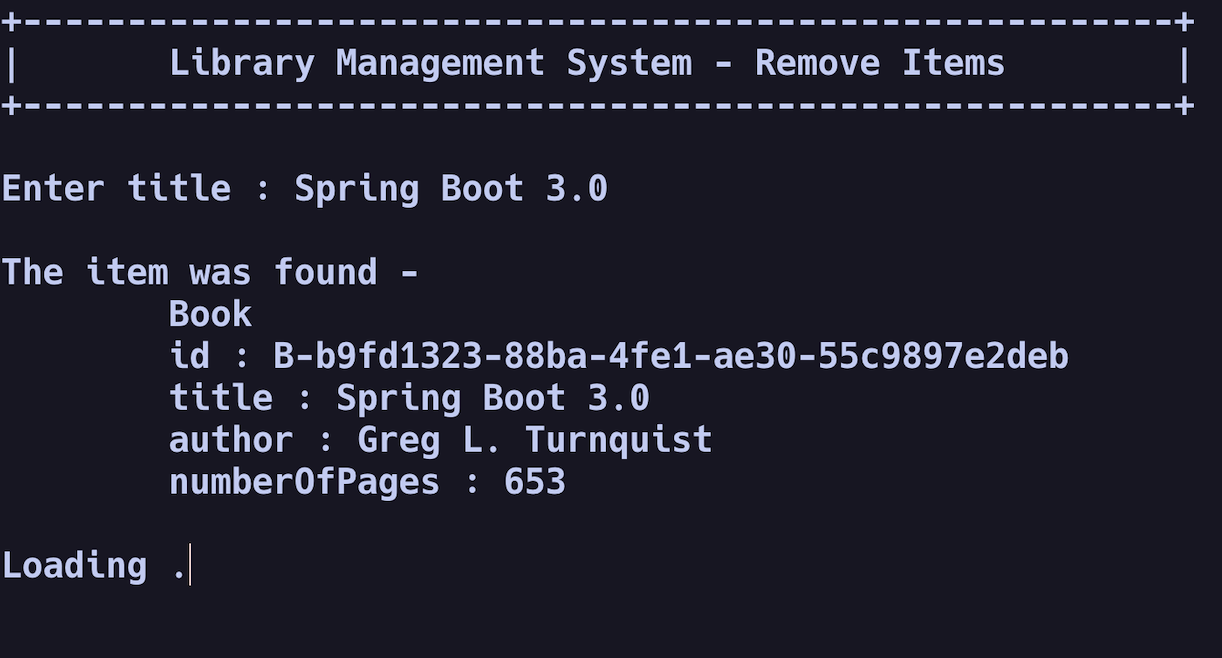 +-------------------------------------------------------+
|       Library Management System - Remove Items        |
+-------------------------------------------------------+
Enter title : Spring Boot 3.0
The item was found -
Book
id : B-b9fd1323-88ba-4fe1-ae30-55c9897e2deb
title : Spring Boot 3.0
author : Greg L. Turnquist
numberOfPages : 653
Loading .